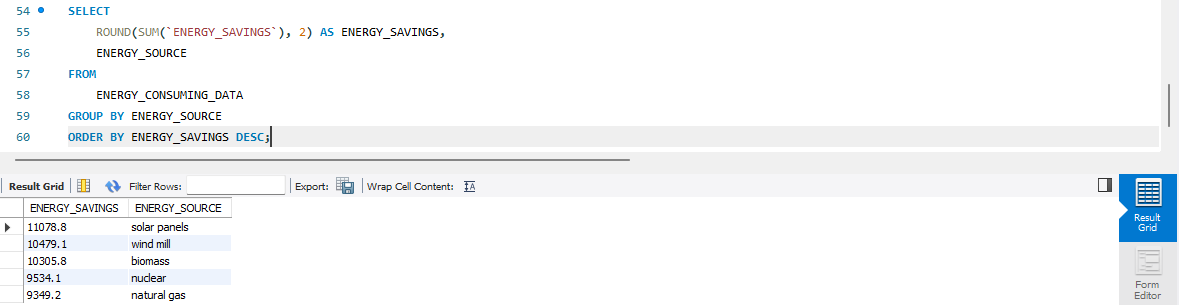 54 SELECT
55 ROUND(SUM(`ENERGY_SAVINGS`), 2) AS ENERGY_SAVINGS,
56 ENERGY_SOURCE
57 FROM
58 ENERGY_CONSUMING_DATA
59 GROUP BY ENERGY_SOURCE
60 ORDER BY ENERGY_SAVINGS DESC;
Result Grid Filter Rows: Export: Wrap Cell Content: IA
ENERGY_SAVINGS ENERGY_SOURCE
11078.8 solar panels
10479.1 wind mill
10305.8 biomass
9534.1 nuclear
9349.2 natural gas
Result
Grid
Form
Editor